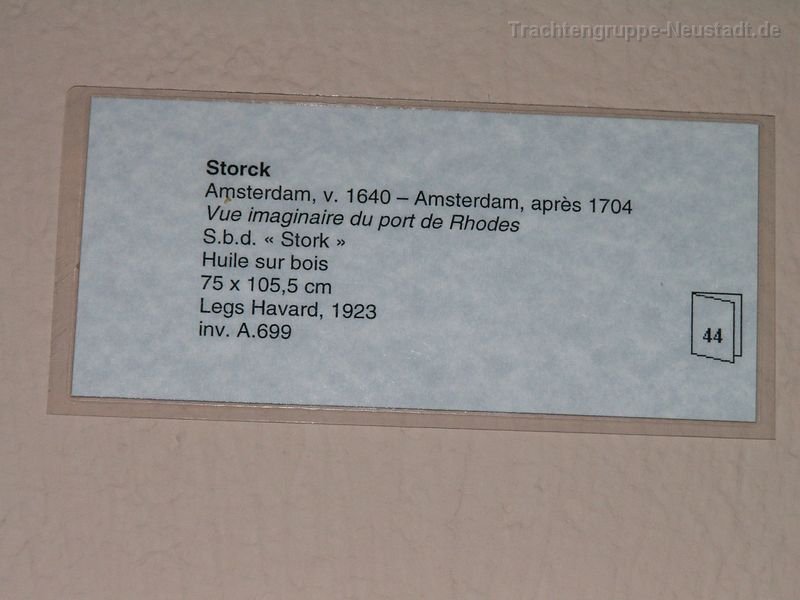 Trachtengruppe-Neustadt.de
Storck
Amsterdam, v. 1640 – Amsterdam, après 1704
Vue imaginaire du port de Rhodes
S.b.d. « Stork »
Huile sur bois
75 x 105,5 cm
Legs Havard, 1923
inv. A.699
44